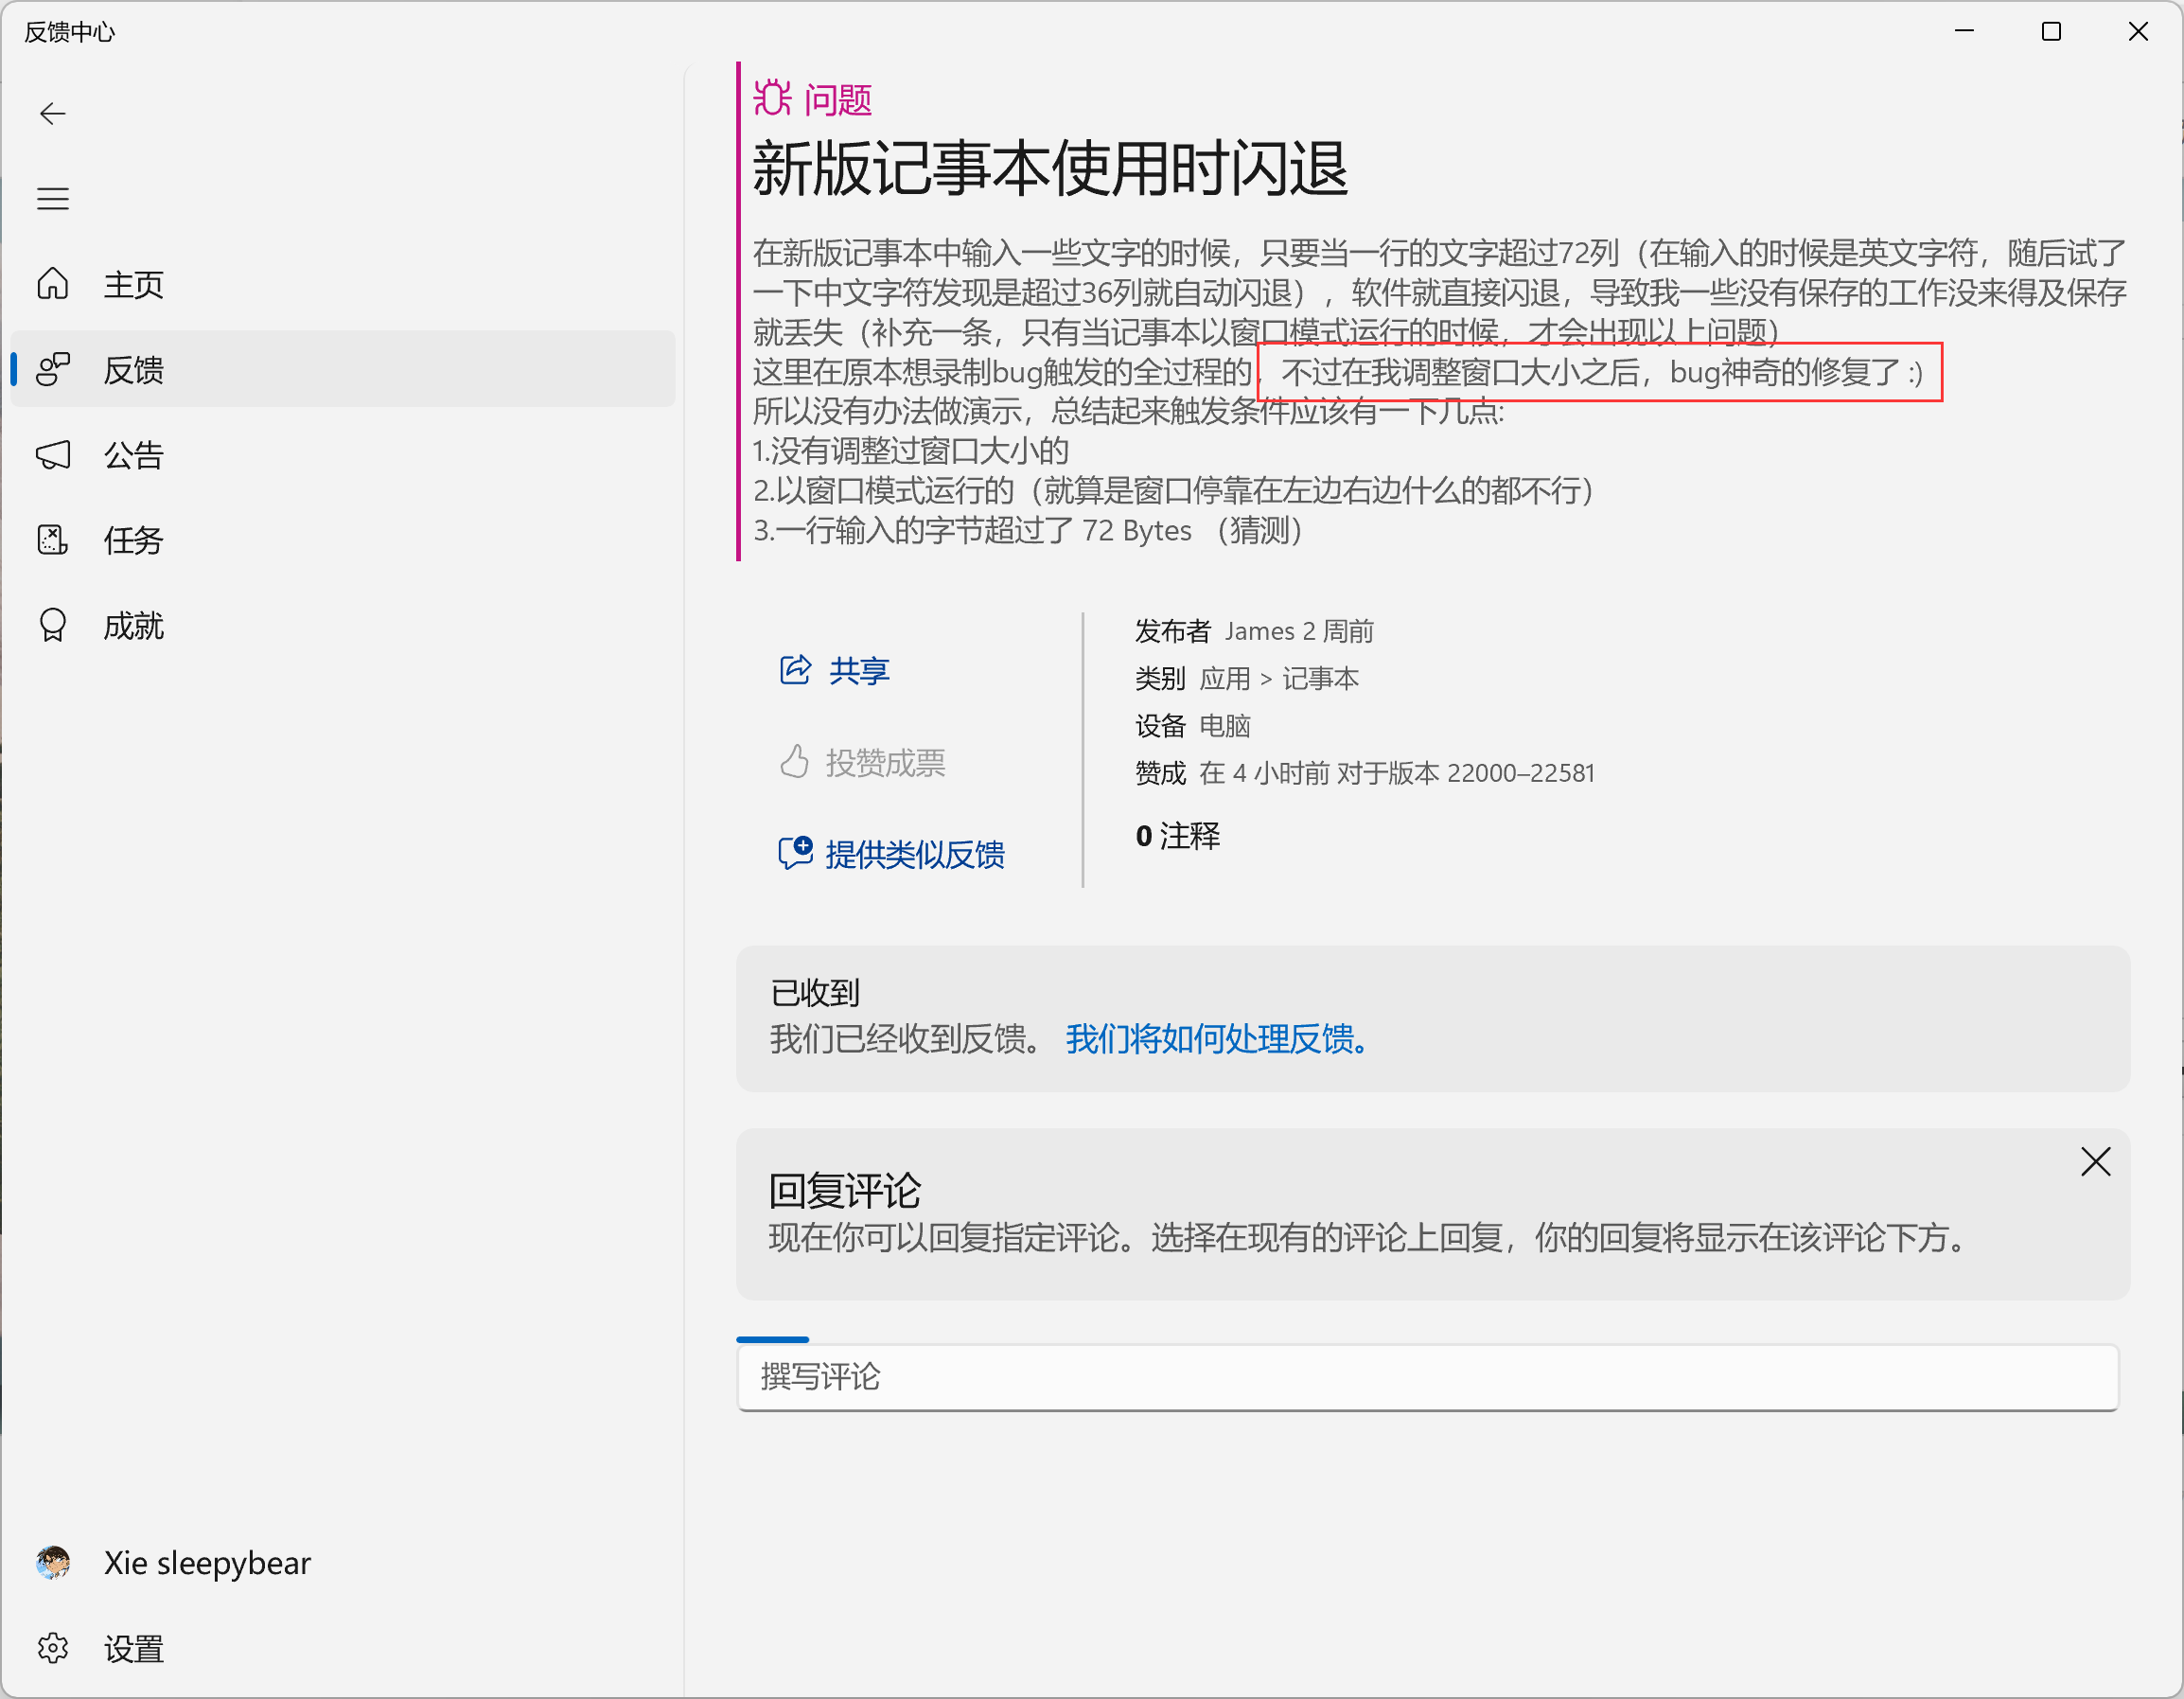 反馈中心
主页
反馈
公告
任务
成就
Xie sleepybear
设置
问题
新版记事本使用时闪退
在新版记事本中输入一些文字的时候，只要当一行的文字超过72列（在输入的时候是英文字符，随后试了
一下中文字符发现是超过36列就自动闪退），软件就直接闪退，导致我一些没有保存的工作没来得及保存
就丢失（补充一条，只有当记事本以窗口模式运行的时候，才会出现以上问题）
这里在原本想录制bug触发的全过程的，不过在我调整窗口大小之后，bug神奇的修复了 :)
所以没有办法做演示，总结起来触发条件应该有一下几点:
1.没有调整过窗口大小的
2.以窗口模式运行的（就算是窗口停靠在左边右边什么的都不行）
3.一行输入的字节超过了 72 Bytes （猜测）
共享
投赞成票
提供类似反馈
发布者 James 2 周前
类别 应用 > 记事本
设备 电脑
赞成 在 4 小时前 对于版本 22000–22581
0 注释
已收到
我们已经收到反馈。 我们将如何处理反馈。
回复评论
现在你可以回复指定评论。选择在现有的评论上回复，你的回复将显示在该评论下方。
撰写评论